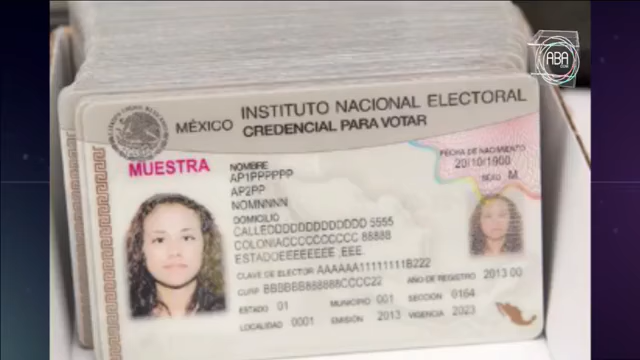 ABA
INSTITUTO NACIONAL ELECTORAL
MÉXICO
CREDENCIAL PARA VOTAR
MUESTRA
NOMBRE
AP1PPPPPP
AP2PP
NOMNNNN
FECHA DE NACIMIENTO
20/10/1900
SEXO M
DOMICILIO
CALLEDDDDDDDDDDDDD 5555
COLONIACCCCCCCCCC 88888
ESTADOEEEEEEEE ,EEE.
CLAVE DE ELECTOR AAAAAA11111111B222
CURP BBBBBB888888CCCC22 AÑO DE REGISTRO 2013 00
ESTADO 01 MUNICIPIO 001 SECCIÓN 0164
LOCALIDAD 0001 EMISIÓN 2013 VIGENCIA 2023